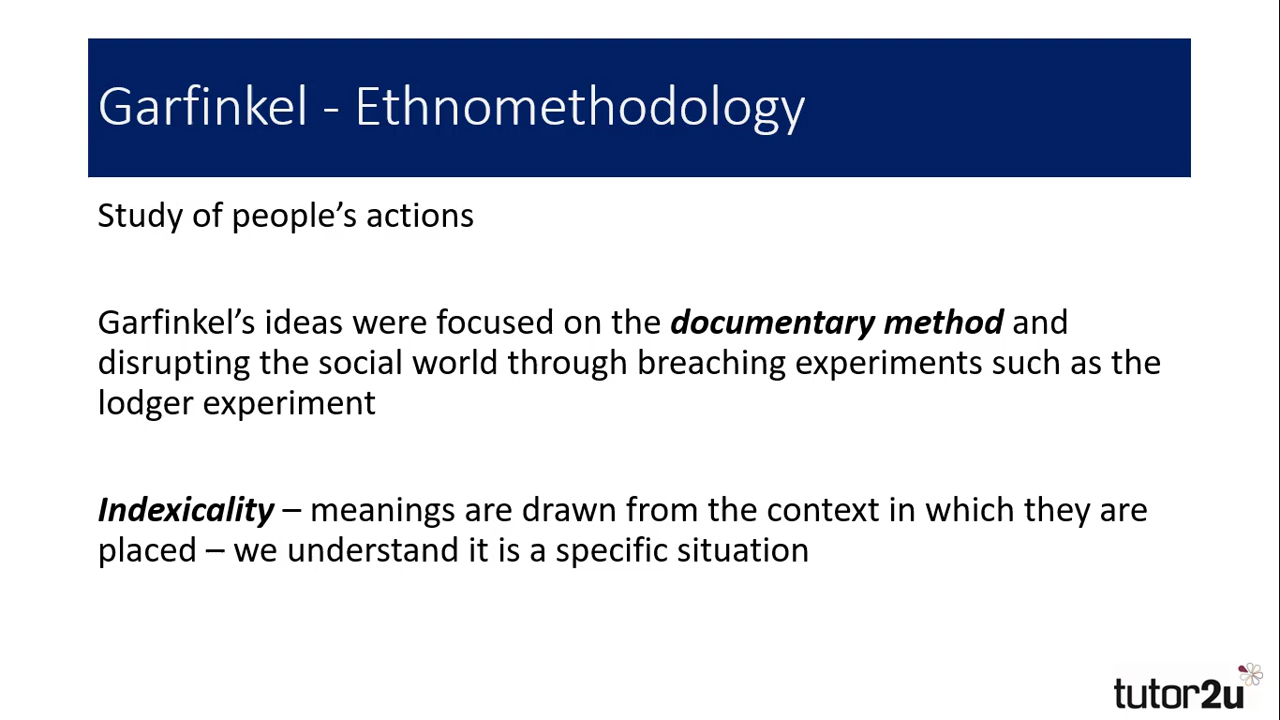 Garfinkel - Ethnomethodology
Study of people’s actions
Garfinkel’s ideas were focused on the documentary method and
disrupting the social world through breaching experiments such as the
lodger experiment
Indexicality – meanings are drawn from the context in which they are
placed – we understand it is a specific situation
tutor2u